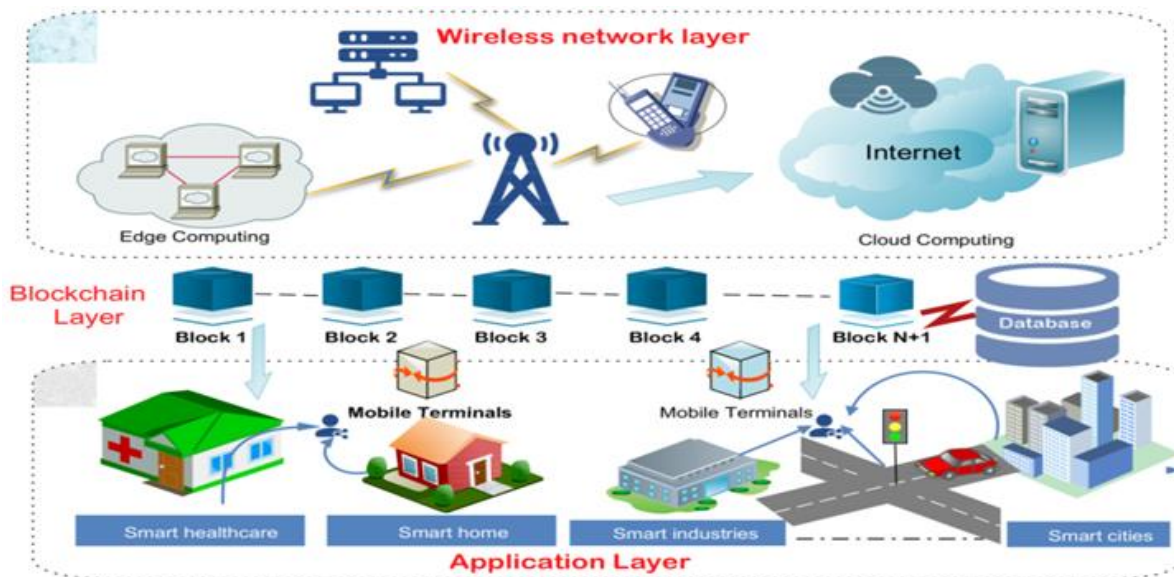 Wireless network layer
Internet
Edge Computing
Cloud Computing
Blockchain
Layer
Block 1
Block 2
Block 3
Block 4
Block N+1
Database
Mobile Terminals
Mobile Terminals
Smart healthcare
Smart home
Smart industries
Smart cities
Application Layer